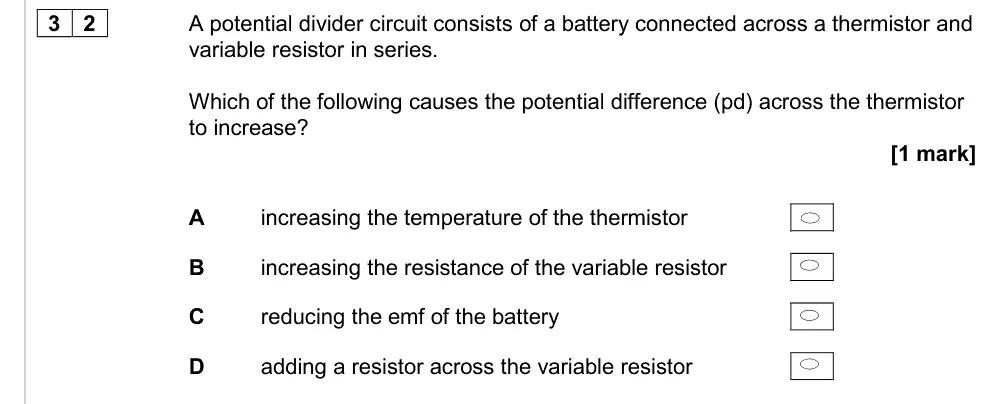 3 2 A potential divider circuit consists of a battery connected across a thermistor and
variable resistor in series.
Which of the following causes the potential difference (pd) across the thermistor
to increase?
[1 mark]
A increasing the temperature of the thermistor
B increasing the resistance of the variable resistor
C reducing the emf of the battery
D adding a resistor across the variable resistor